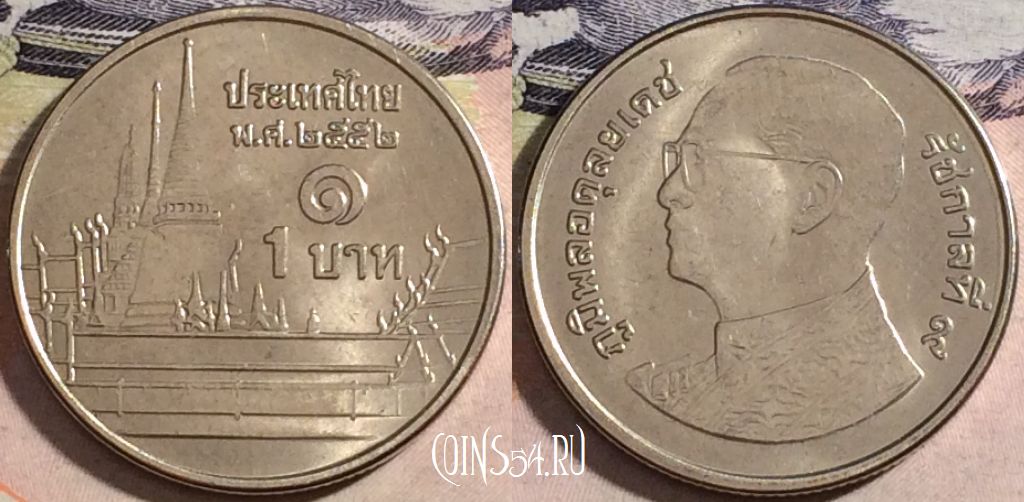 ประเทศไทย
พ.ศ.๒๕๕๒
๑
1 บาท
ภูมิพลอดุลยเดช
รัชกาลที่ ๙
COINS54.RU